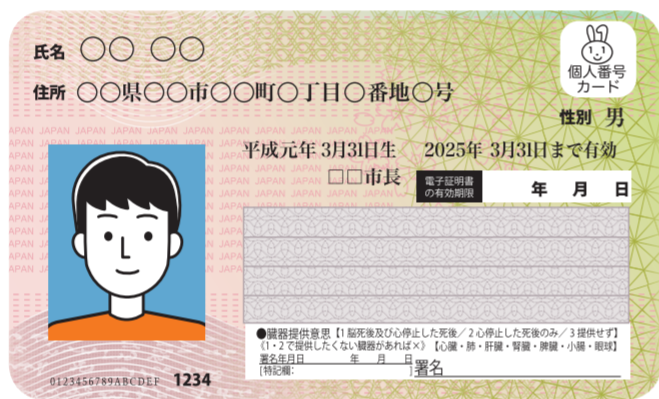 氏名 ○○ ○○
個人番号
カード
住所 ○○県○○市○○町○丁目○番地○号
性別 男
JAPAN JAPAN JAPAN JAPAN JAPAN JAPAN JAPAN
平成元年 3月31日生 2025年 3月31日まで有効
□□市長
電子証明書
の有効期限
年 月 日
●臓器提供意思【1 脳死後及び心停止した死後／2 心停止した死後のみ／3 提供せず】
《1・2で提供したくない臓器があれば×》【心臓・肺・肝臓・腎臓・膵臓・小腸・眼球】
署名年月日 年 月 日
[特記欄: ]署名
0123456789ABCDEF 1234